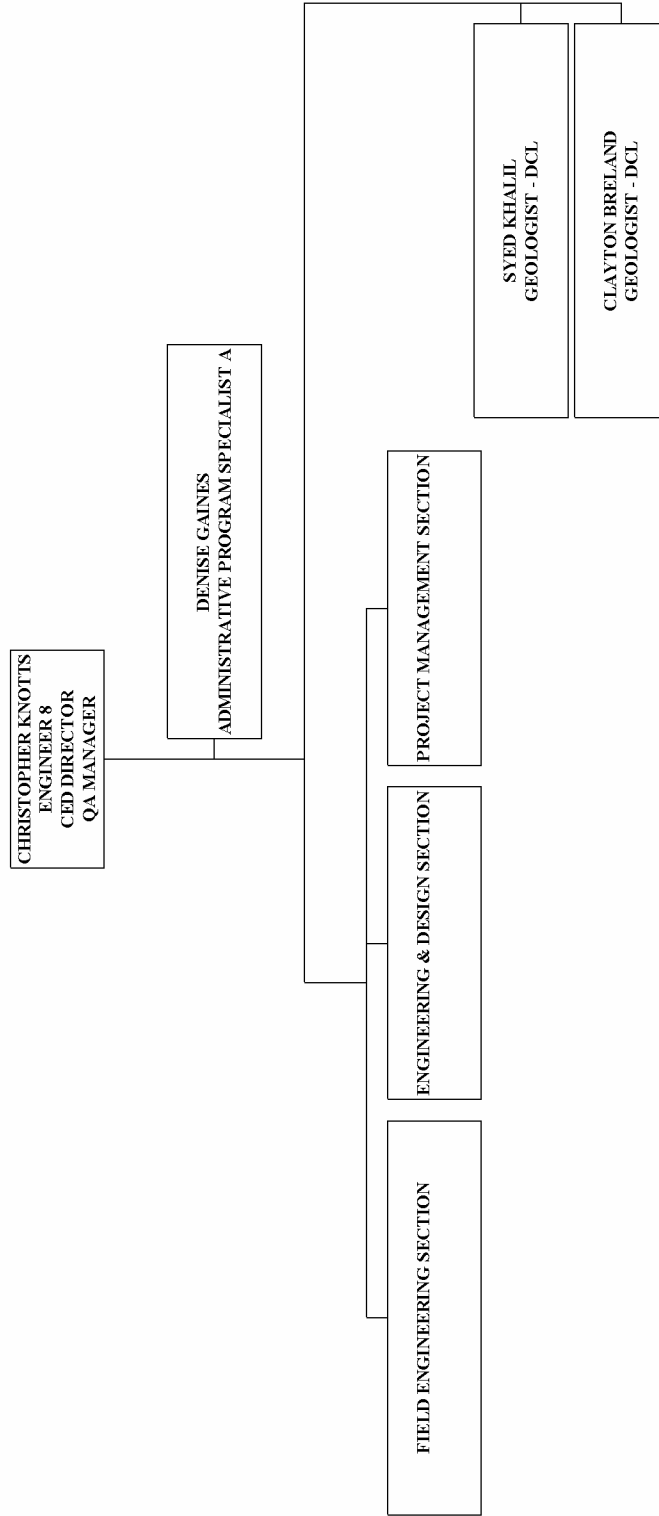 CHRISTOPHER KNOTTS
ENGINEER 8
CED DIRECTOR
QA MANAGER
DENISE GAINES
ADMINISTRATIVE PROGRAM SPECIALIST A
FIELD ENGINEERING SECTION
ENGINEERING & DESIGN SECTION
PROJECT MANAGEMENT SECTION
SYED KHALIL
GEOLOGIST - DCL
CLAYTON BRELAND
GEOLOGIST - DCL